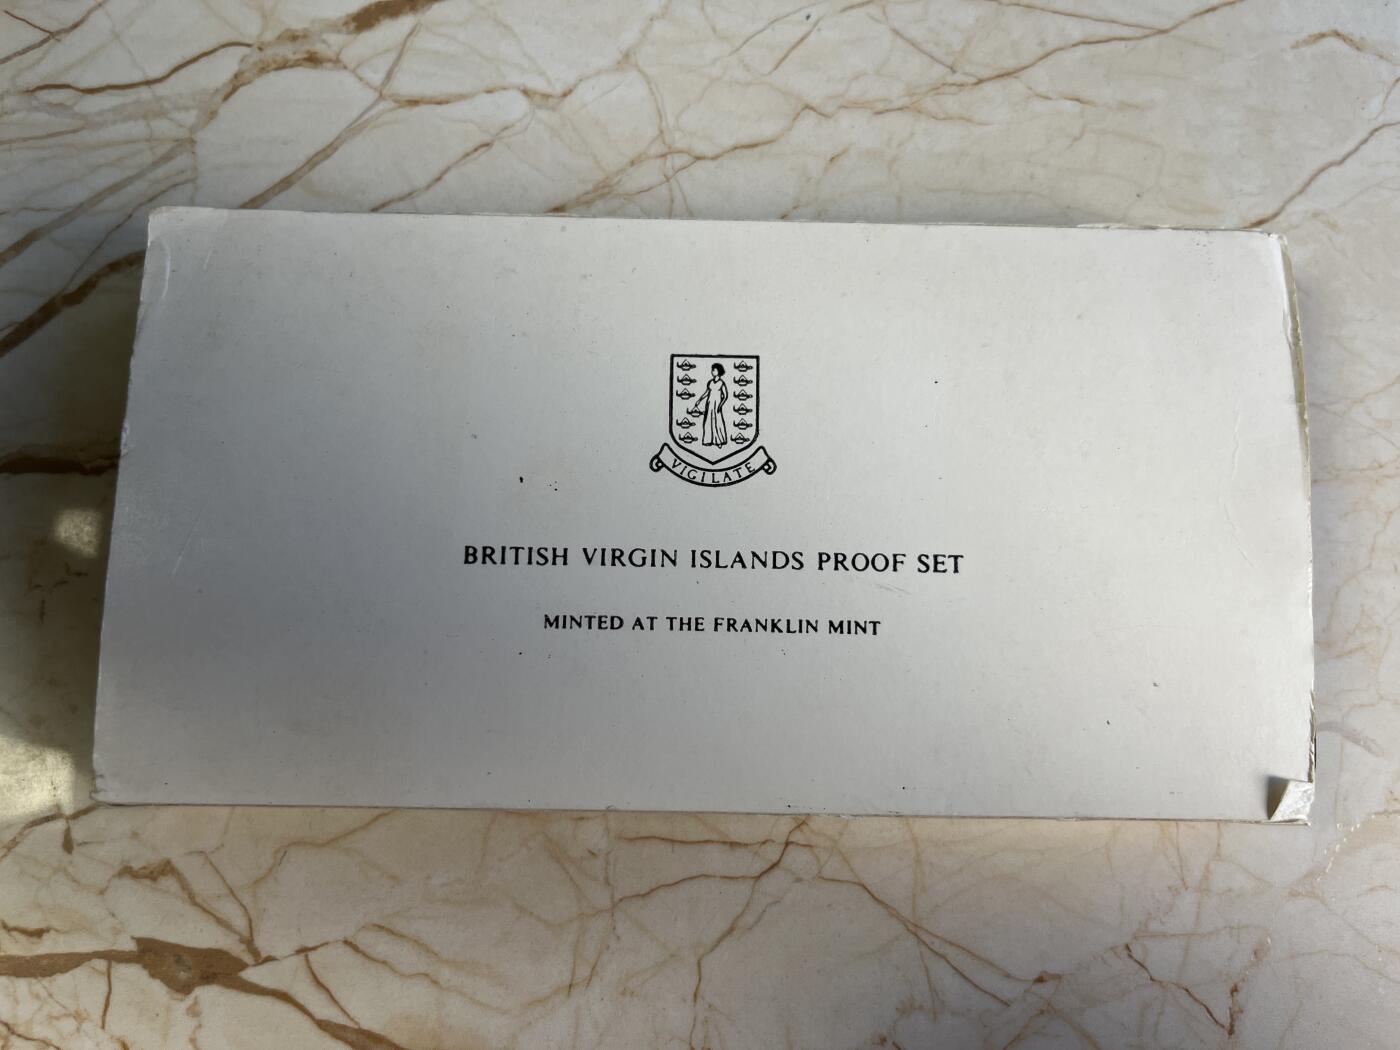 VIGILATE
BRITISH VIRGIN ISLANDS PROOF SET
MINTED AT THE FRANKLIN MINT